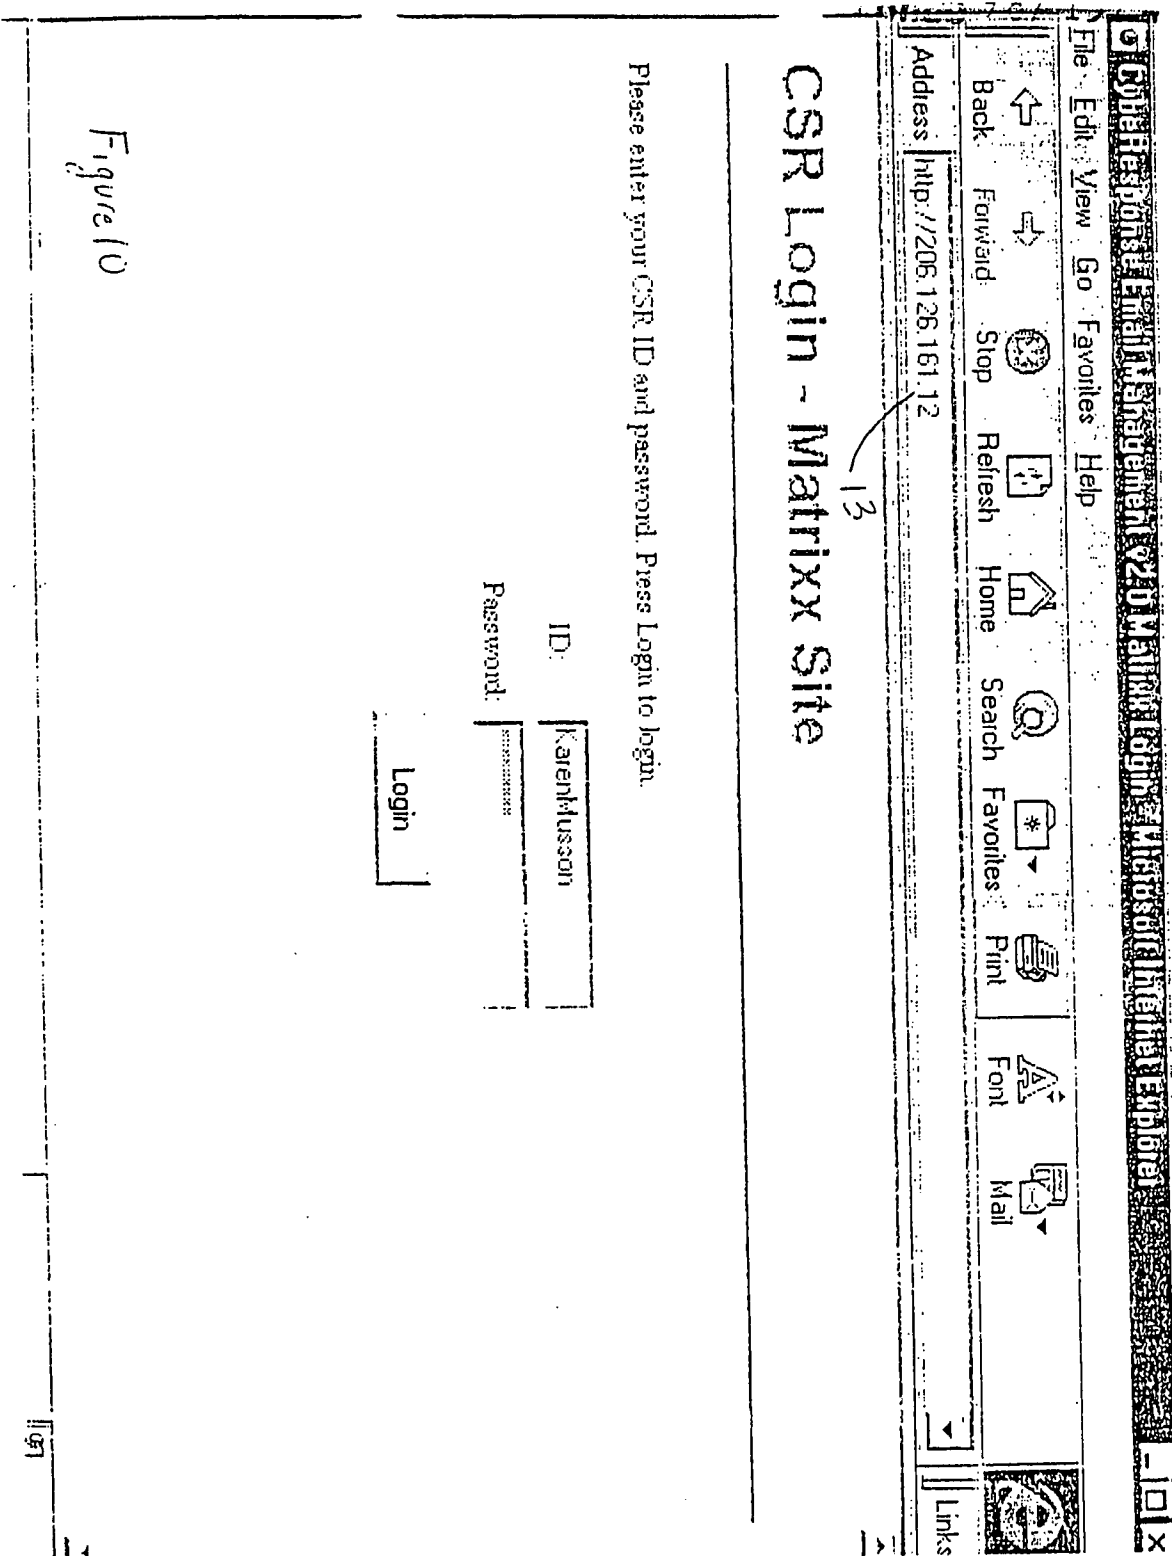 CyberResponse Email Management v2.0 Matrixx Login - Microsoft Internet Explorer
File Edit View Go Favorites Help
Back Forward Stop Refresh Home Search Favorites Print Font Mail
Address http://206.126.161.12 Links
13
CSR Login - Matrixx Site
Please enter your CSR ID and password. Press Login to login.
ID: KarenMusson
Password: **********
Login
Figure 10